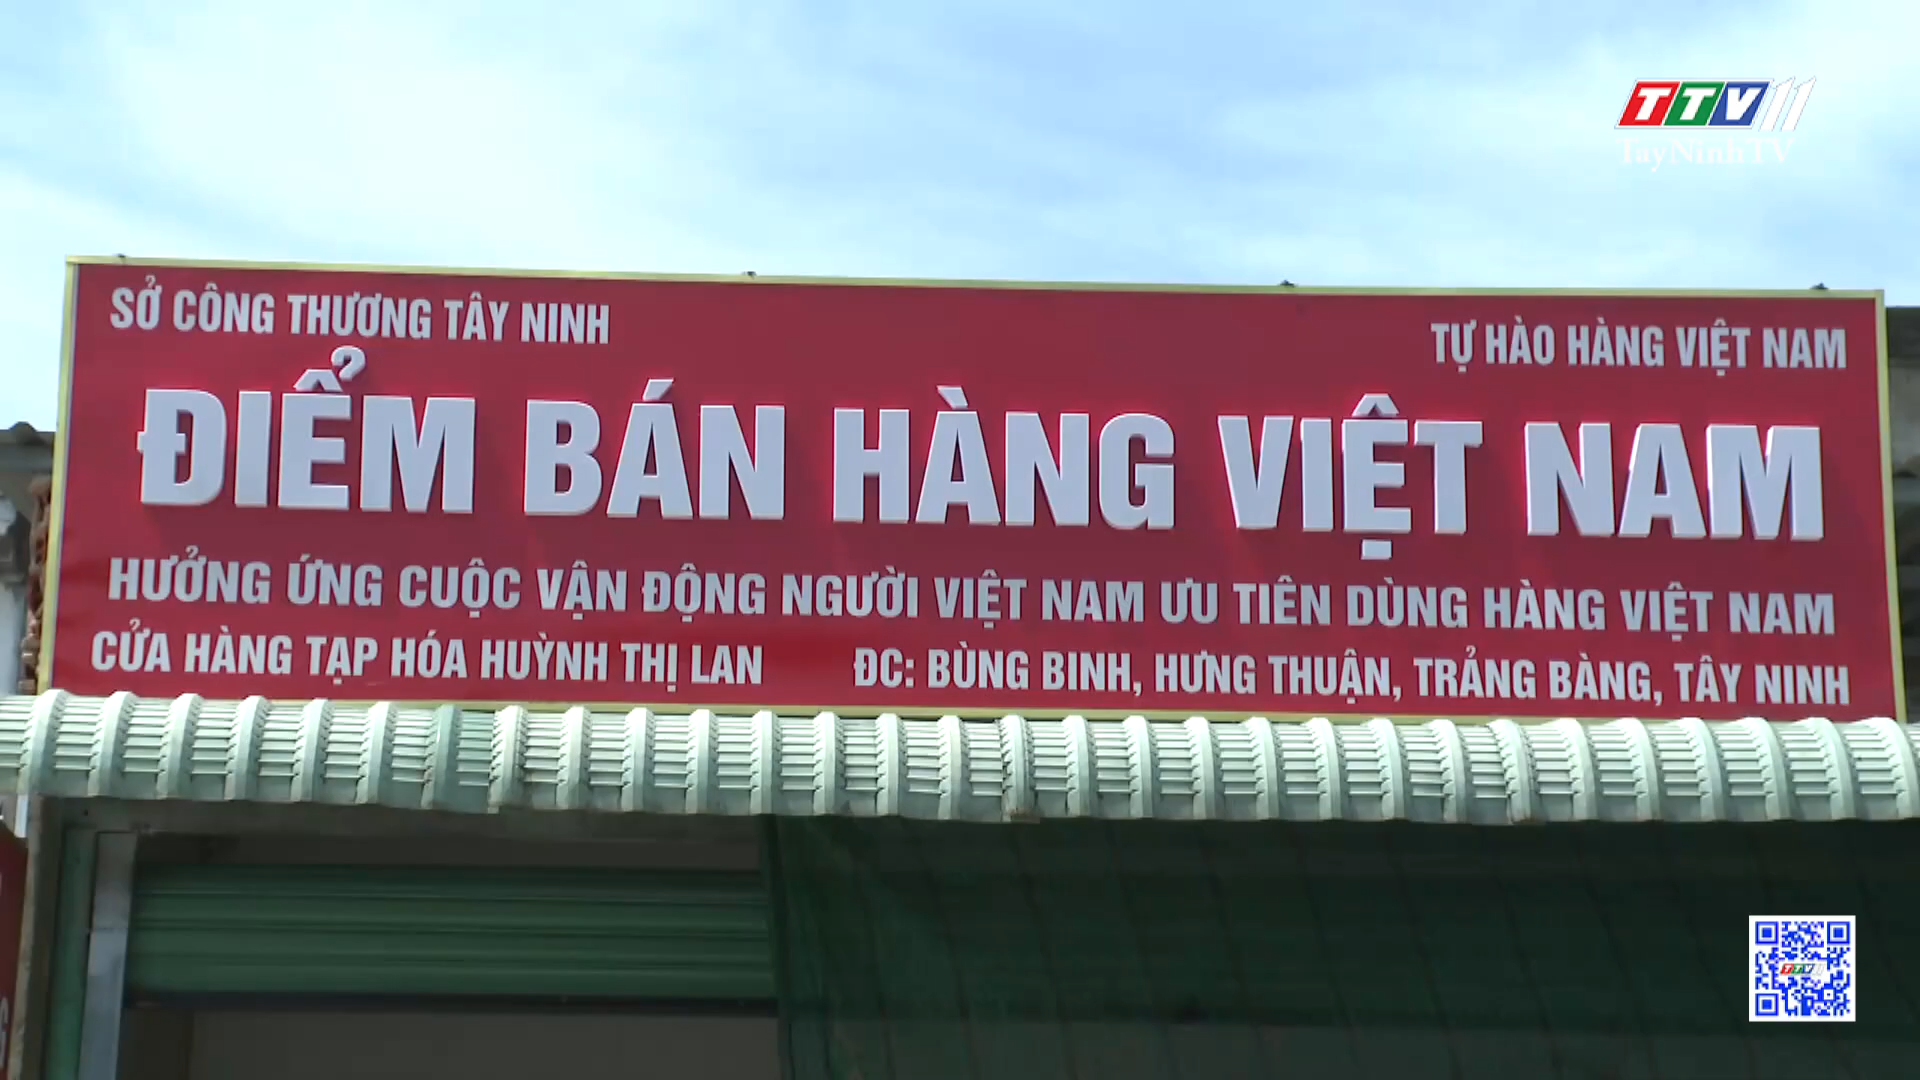 TTV11
TayNinhTV
SỞ CÔNG THƯƠNG TÂY NINH
TỰ HÀO HÀNG VIỆT NAM
ĐIỂM BÁN HÀNG VIỆT NAM
HƯỞNG ỨNG CUỘC VẬN ĐỘNG NGƯỜI VIỆT NAM ƯU TIÊN DÙNG HÀNG VIỆT NAM
CỬA HÀNG TẠP HÓA HUỲNH THỊ LAN ĐC: BÙNG BINH, HƯNG THUẬN, TRẢNG BÀNG, TÂY NINH
TTV11